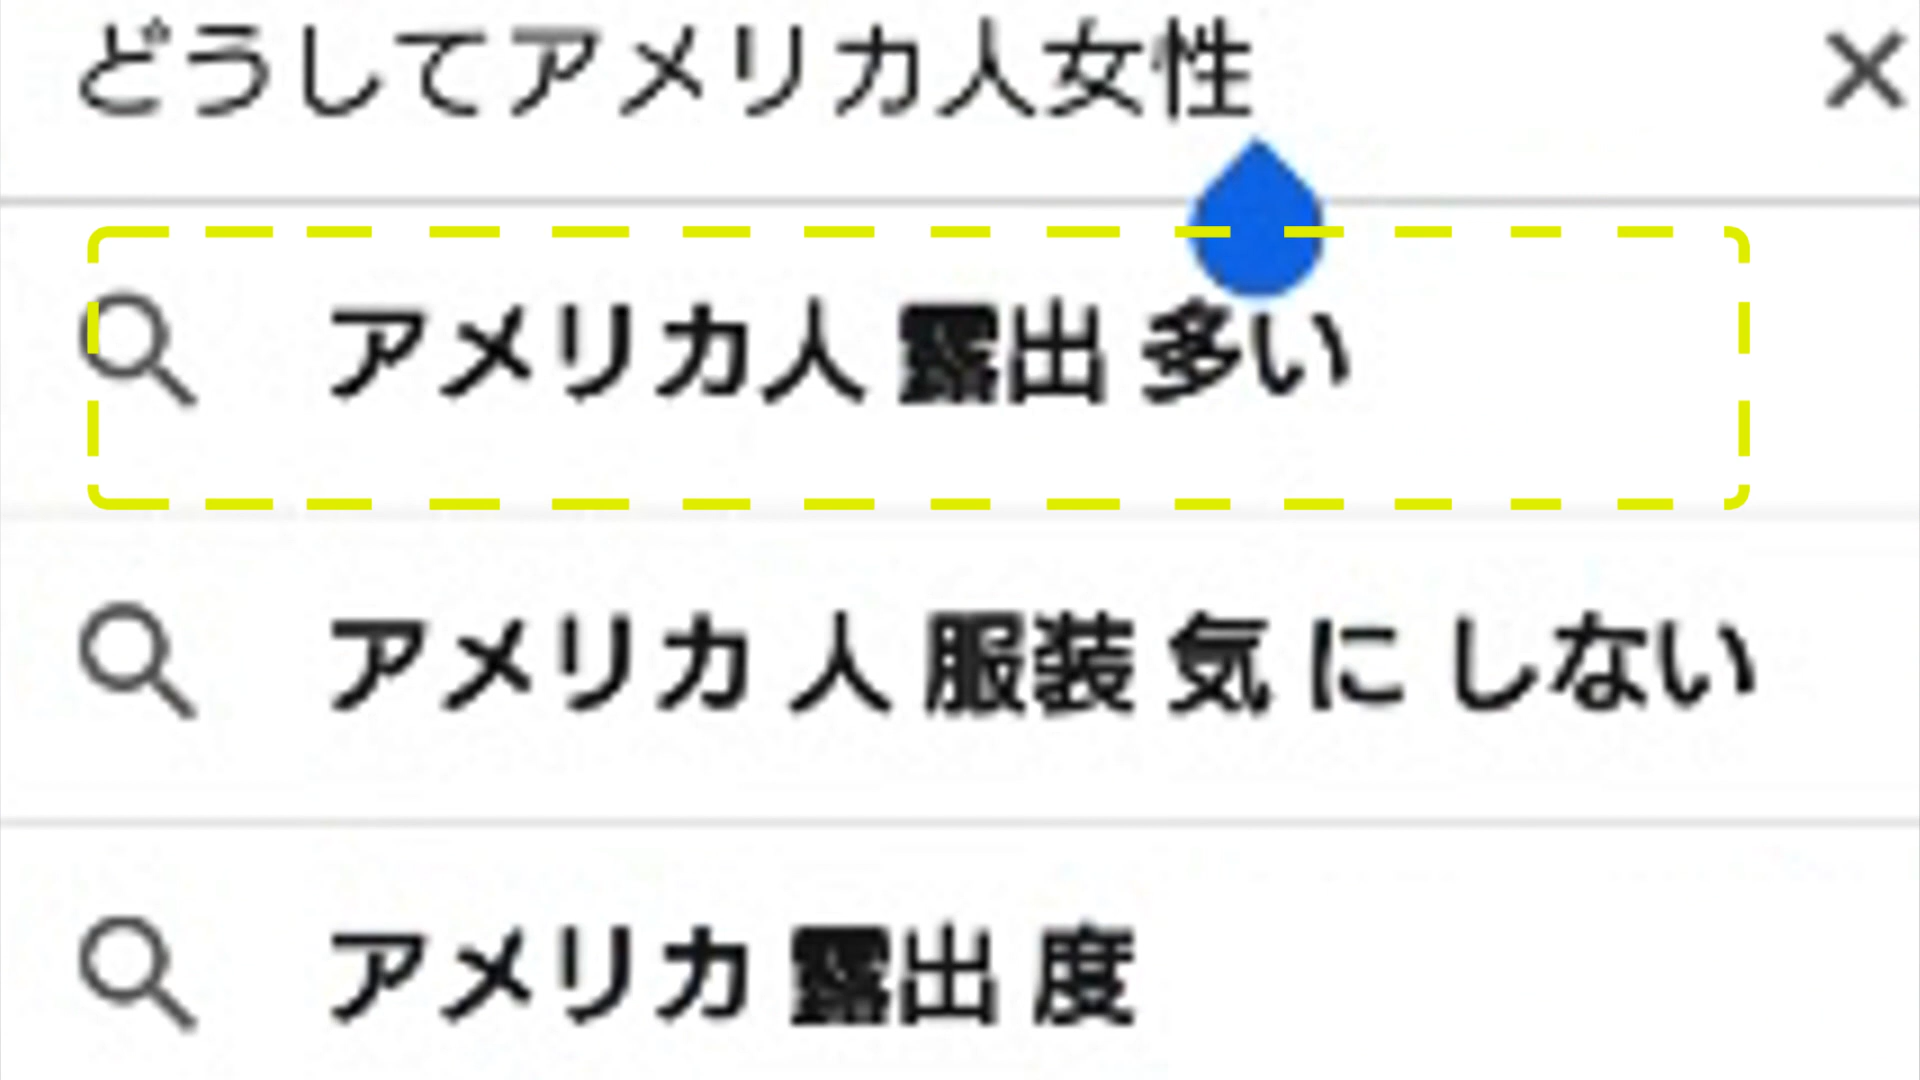 どうしてアメリカ人女性
アメリカ人 露出 多い
アメリカ 人 服装 気 に しない
アメリカ 露出 度